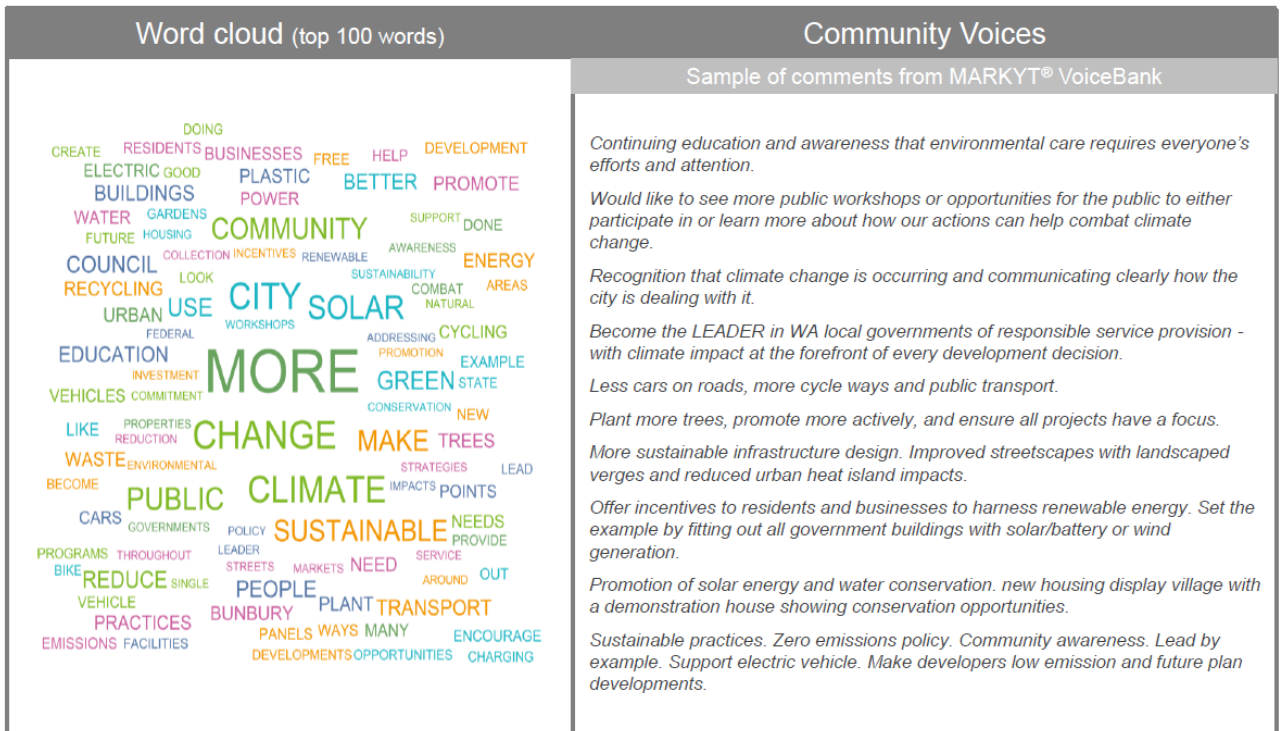 Word cloud (top 100 words)
DOING
CREATE RESIDENTS BUSINESSES FREE HELP DEVELOPMENT
ELECTRIC GOOD PLASTIC BETTER PROMOTE
BUILDINGS POWER
WATER GARDENS COMMUNITY SUPPORT DONE
FUTURE HOUSING AWARENESS
COLLECTION INCENTIVES RENEWABLE ENERGY
COUNCIL LOOK SUSTAINABILITY
RECYCLING CITY SOLAR COMBAT AREAS
URBAN USE NATURAL
WORKSHOPS
FEDERAL ADDRESSING CYCLING
EDUCATION MORE PROMOTION EXAMPLE
INVESTMENT GREEN STATE
VEHICLES COMMITMENT
CONSERVATION NEW
LIKE PROPERTIES CHANGE MAKE TREES
REDUCTION
WASTE ENVIRONMENTAL STRATEGIES LEAD
BECOME PUBLIC CLIMATE IMPACTS POINTS
CARS GOVERNMENTS POLICY SUSTAINABLE NEEDS
PROVIDE
PROGRAMS THROUGHOUT LEADER SERVICE
BIKE STREETS MARKETS NEED
REDUCE SINGLE PEOPLE AROUND OUT
VEHICLE PLANT TRANSPORT
PRACTICES BUNBURY
EMISSIONS FACILITIES PANELS WAYS MANY ENCOURAGE
DEVELOPMENTS OPPORTUNITIES CHARGING
Community Voices
Sample of comments from MARKYT® VoiceBank
Continuing education and awareness that environmental care requires everyone's
efforts and attention.
Would like to see more public workshops or opportunities for the public to either
participate in or learn more about how our actions can help combat climate
change.
Recognition that climate change is occurring and communicating clearly how the
city is dealing with it.
Become the LEADER in WA local governments of responsible service provision -
with climate impact at the forefront of every development decision.
Less cars on roads, more cycle ways and public transport.
Plant more trees, promote more actively, and ensure all projects have a focus.
More sustainable infrastructure design. Improved streetscapes with landscaped
verges and reduced urban heat island impacts.
Offer incentives to residents and businesses to harness renewable energy. Set the
example by fitting out all government buildings with solar/battery or wind
generation.
Promotion of solar energy and water conservation. new housing display village with
a demonstration house showing conservation opportunities.
Sustainable practices. Zero emissions policy. Community awareness. Lead by
example. Support electric vehicle. Make developers low emission and future plan
developments.